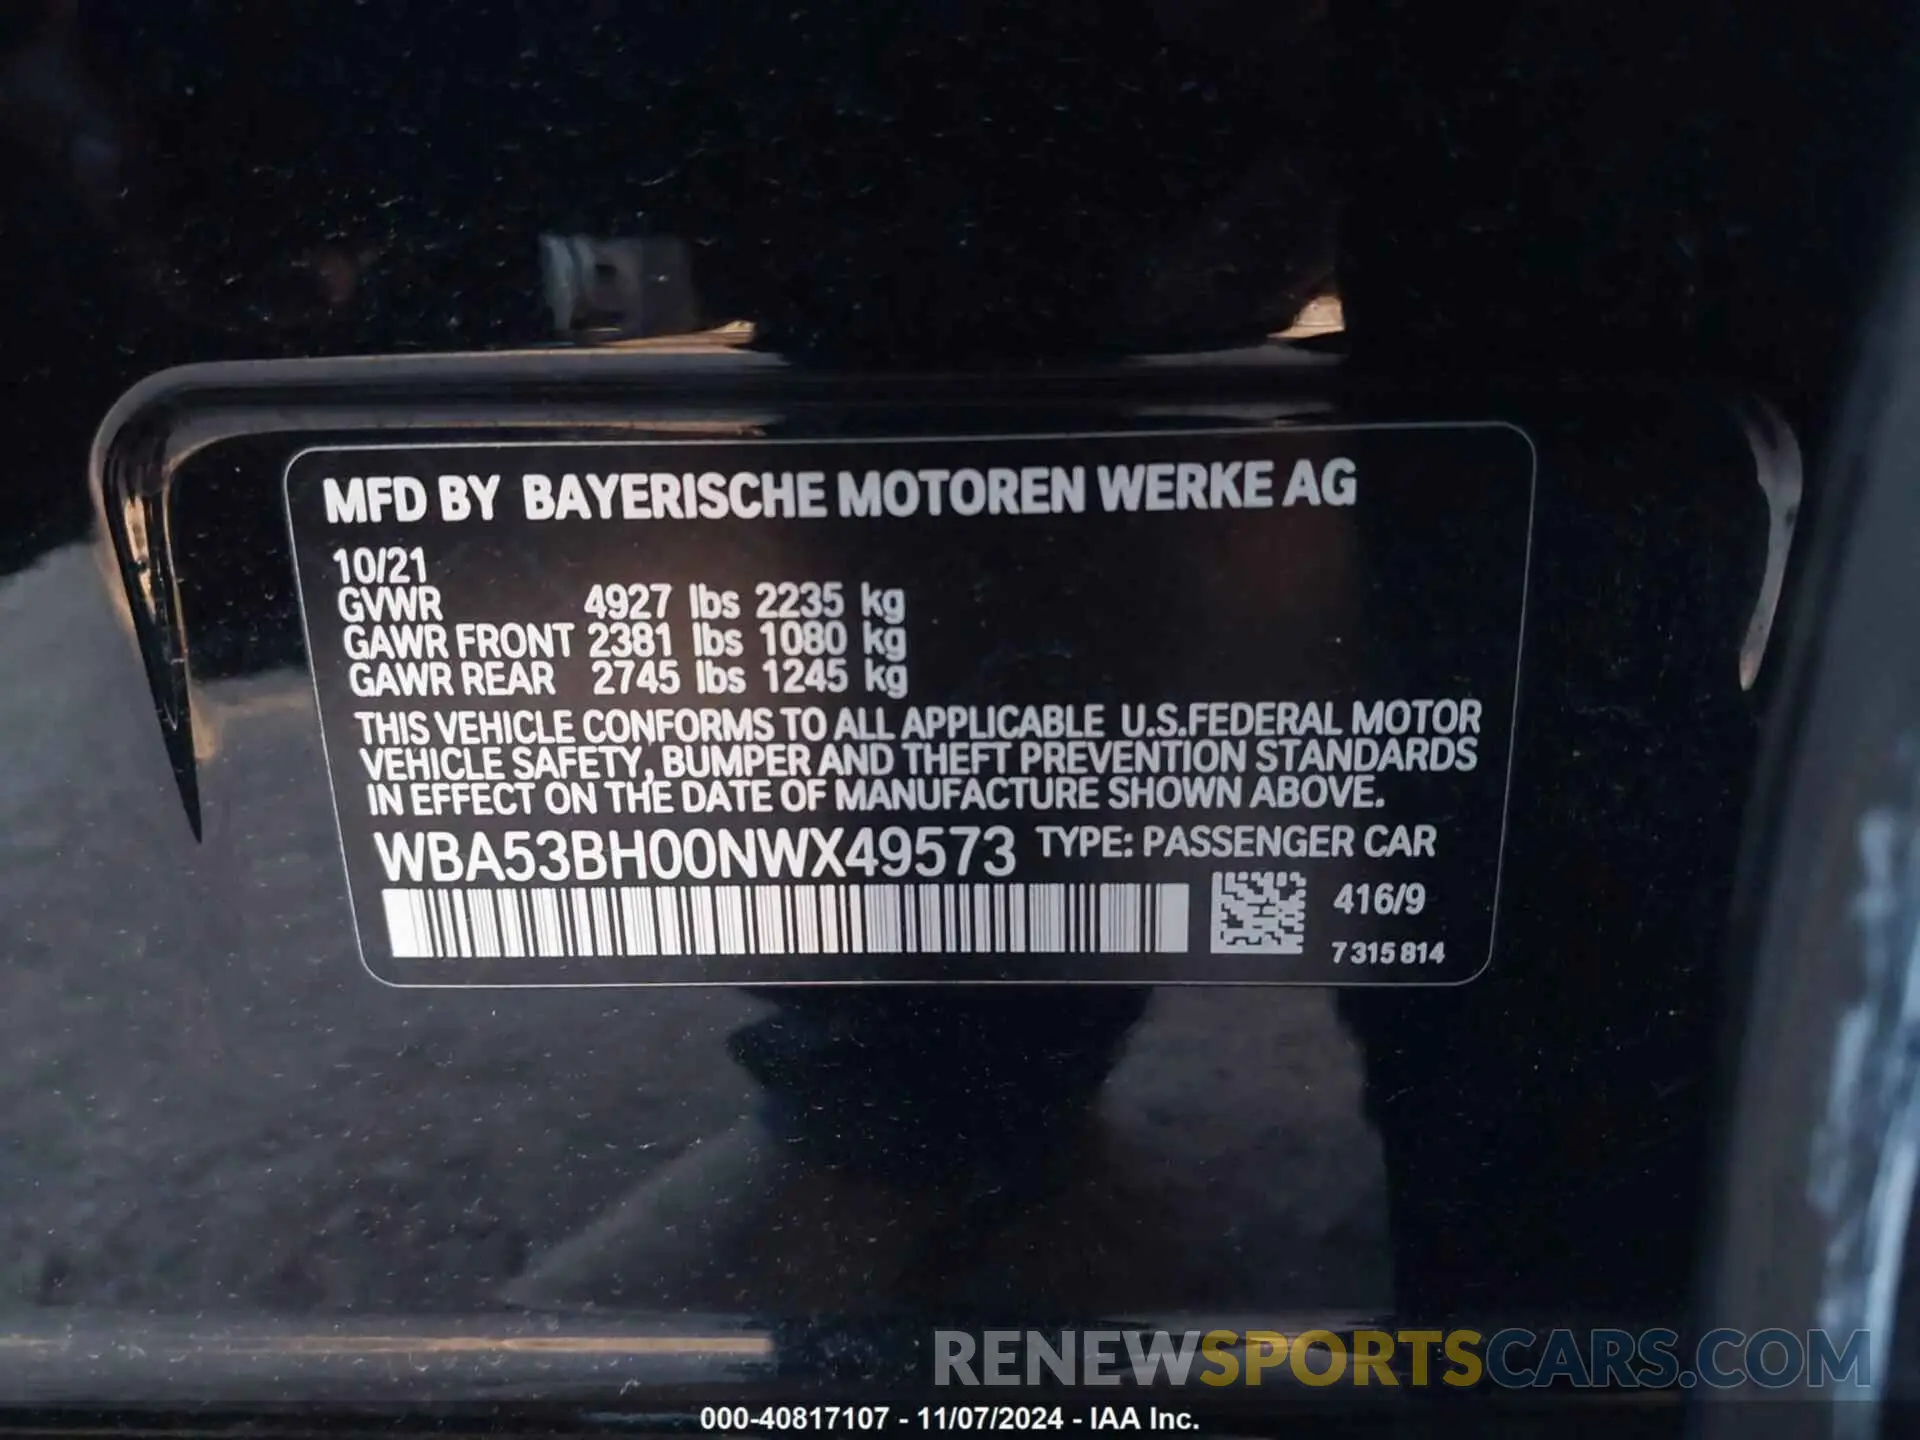 MFD BY BAYERISCHE MOTOREN WERKE AG
10/21
GVWR 4927 lbs 2235 kg
GAWR FRONT 2381 lbs 1080 kg
GAWR REAR 2745 lbs 1245 kg
THIS VEHICLE CONFORMS TO ALL APPLICABLE U.S.FEDERAL MOTOR
VEHICLE SAFETY, BUMPER AND THEFT PREVENTION STANDARDS
IN EFFECT ON THE DATE OF MANUFACTURE SHOWN ABOVE.
WBA53BH00NWX49573 TYPE: PASSENGER CAR
416/9
7 315 814
RENEWSPORTSCARS.COM
000-40817107 - 11/07/2024 - IAA Inc.